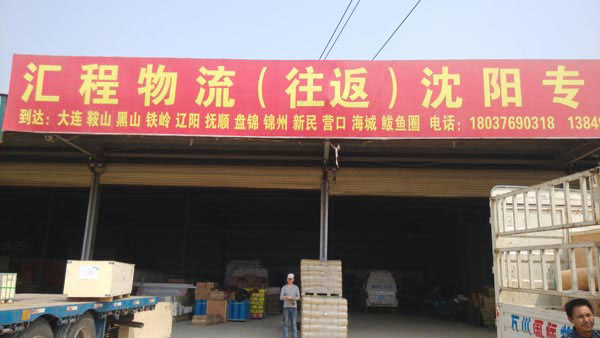 汇程物流（往返）沈阳专
到达：大连 鞍山 黑山 铁岭 辽阳 抚顺 盘锦 锦州 新民 营口 海城 鲅鱼圈 电话：18037690318 13849